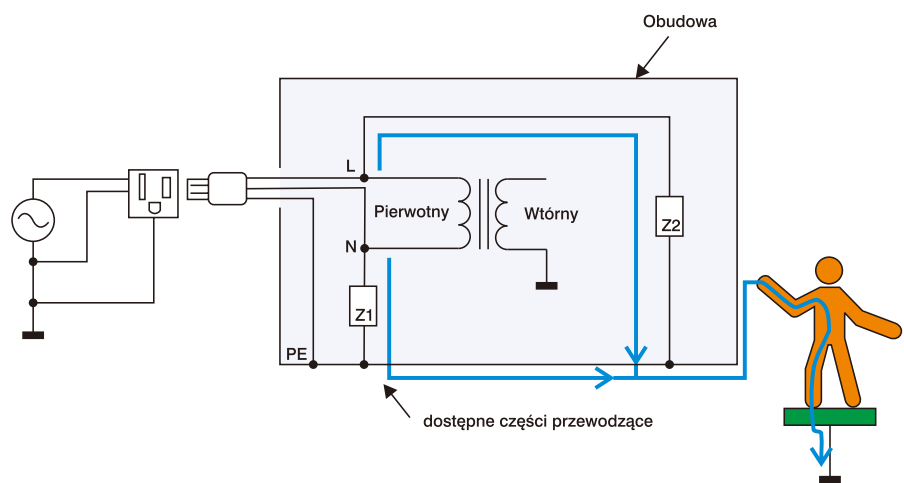 Obudowa
L
Pierwotny
Wtórny
Z2
N
Z1
PE
dostępne części przewodzące